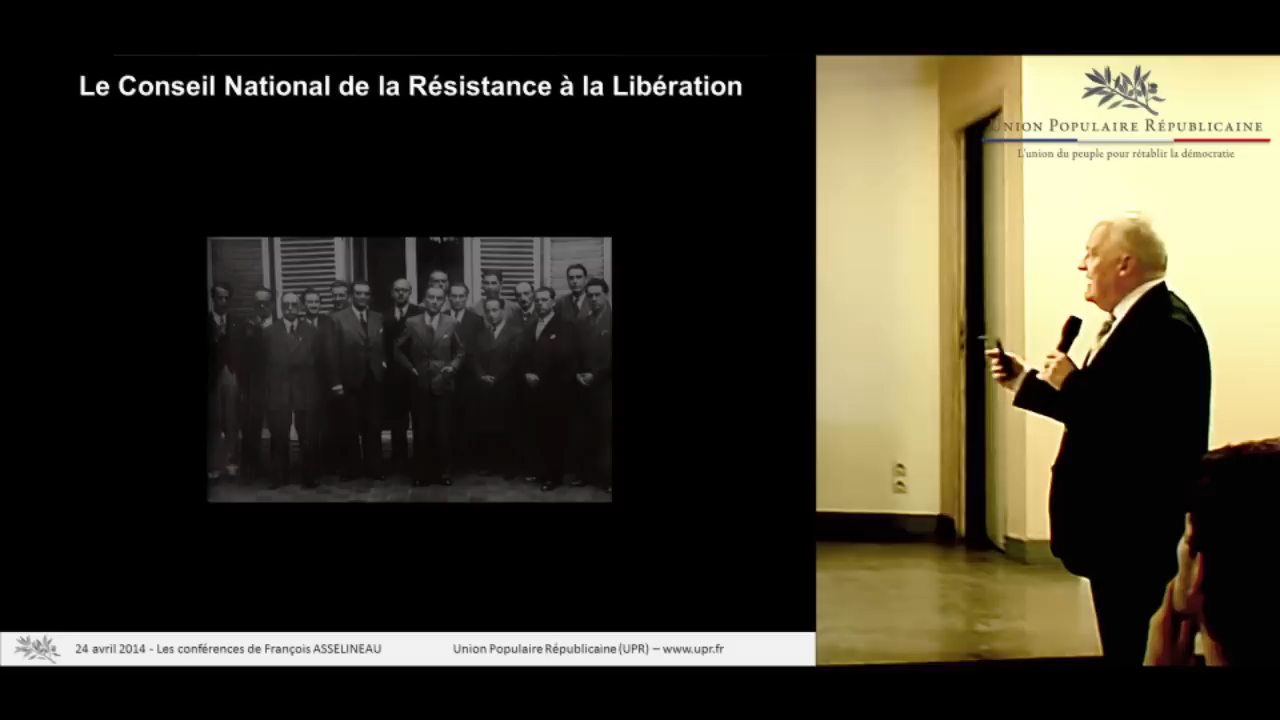 Le Conseil National de la Résistance à la Libération
UNION POPULAIRE RÉPUBLICAINE
L'union du peuple pour rétablir la démocratie
24 avril 2014 - Les conférences de François ASSELINEAU
Union Populaire Républicaine (UPR) – www.upr.fr